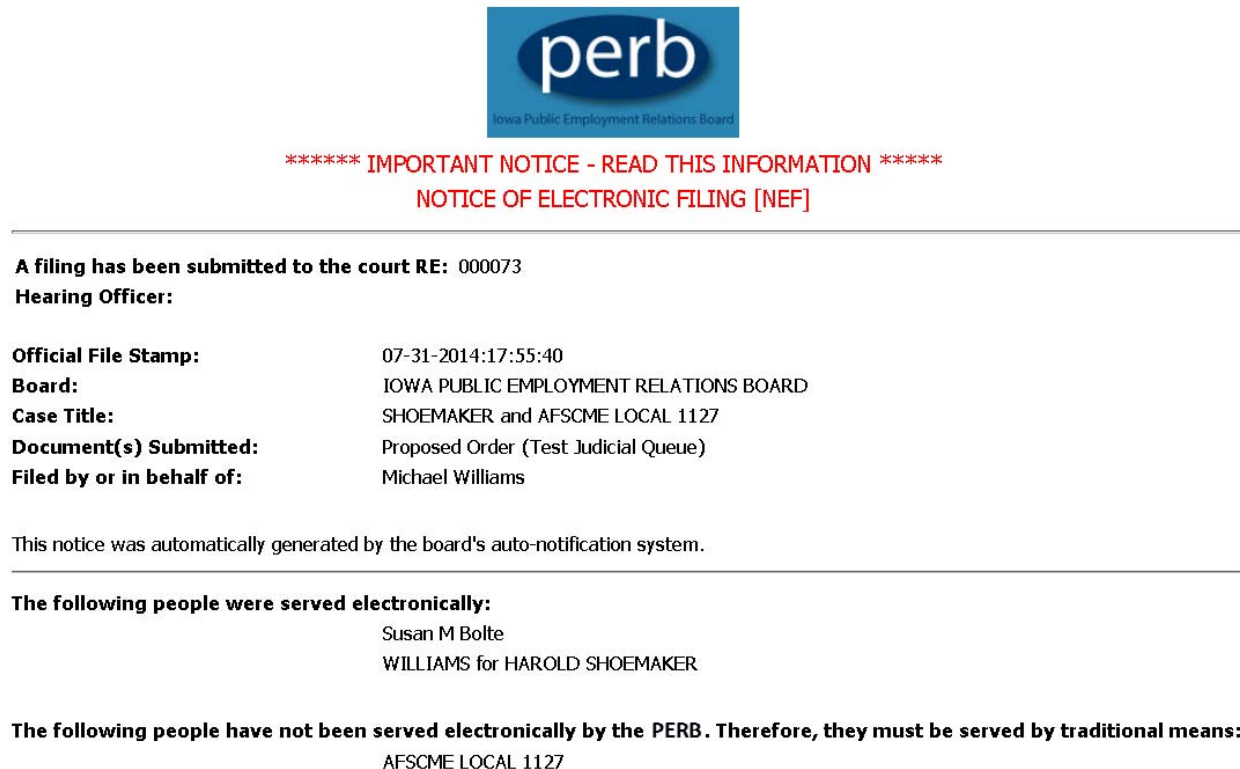 perb
Iowa Public Employment Relations Board
****** IMPORTANT NOTICE - READ THIS INFORMATION *****
NOTICE OF ELECTRONIC FILING [NEF]
A filing has been submitted to the court RE: 000073
Hearing Officer:
Official File Stamp: 07-31-2014:17:55:40
Board: IOWA PUBLIC EMPLOYMENT RELATIONS BOARD
Case Title: SHOEMAKER and AFSCME LOCAL 1127
Document(s) Submitted: Proposed Order (Test Judicial Queue)
Filed by or in behalf of: Michael Williams
This notice was automatically generated by the board's auto-notification system.
The following people were served electronically:
Susan M Bolte
WILLIAMS for HAROLD SHOEMAKER
The following people have not been served electronically by the PERB. Therefore, they must be served by traditional means:
AFSCME LOCAL 1127